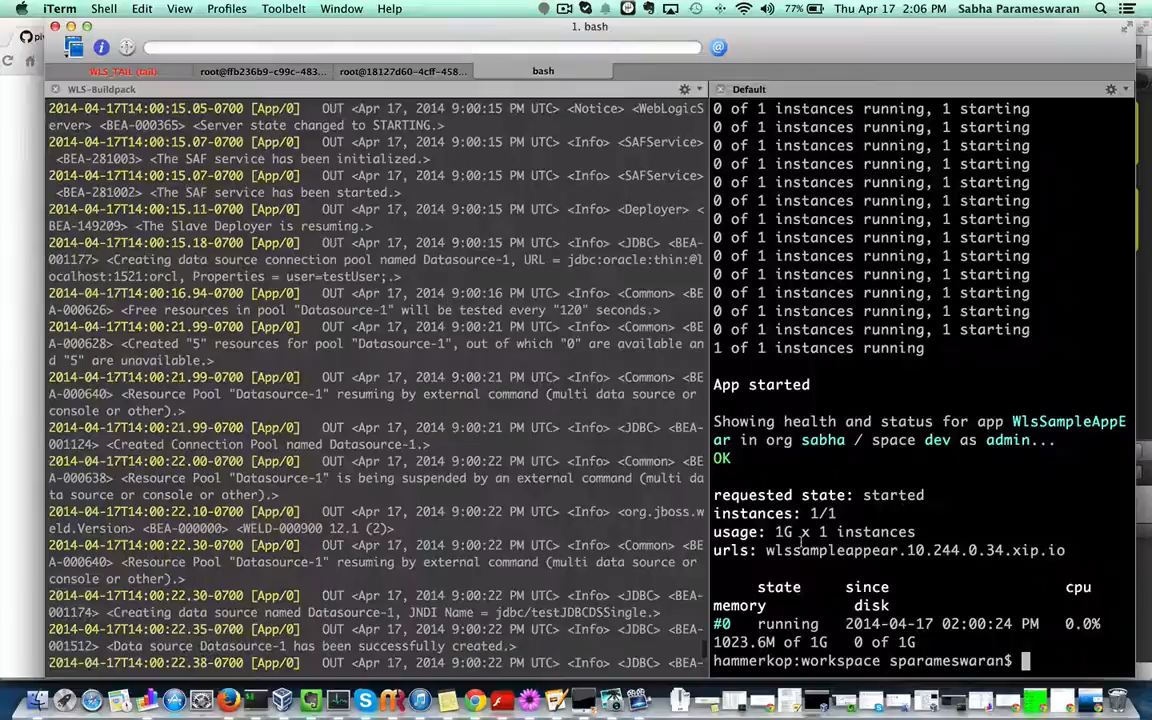 iTerm Shell Edit View Profiles Toolbelt Window Help
77% Thu Apr 17 2:06 PM Sabha Parameswaran
1. bash
WLS_TAIL (tail) root@ffb236b9-c99c-483... root@18127d60-4cff-458... bash
WLS-Buildpack
2014-04-17T14:00:15.05-0700 [App/0] OUT <Apr 17, 2014 9:00:15 PM UTC> <Notice> <WebLogicS
erver> <BEA-000365> <Server state changed to STARTING.>
2014-04-17T14:00:15.07-0700 [App/0] OUT <Apr 17, 2014 9:00:15 PM UTC> <Info> <SAFService>
<BEA-281003> <The SAF service has been initialized.>
2014-04-17T14:00:15.07-0700 [App/0] OUT <Apr 17, 2014 9:00:15 PM UTC> <Info> <SAFService>
<BEA-281002> <The SAF service has been started.>
2014-04-17T14:00:15.11-0700 [App/0] OUT <Apr 17, 2014 9:00:15 PM UTC> <Info> <Deployer> <
BEA-149209> <The Slave Deployer is resuming.>
2014-04-17T14:00:15.18-0700 [App/0] OUT <Apr 17, 2014 9:00:15 PM UTC> <Info> <JDBC> <BEA-
001177> <Creating data source connection pool named Datasource-1, URL = jdbc:oracle:thin:@l
ocalhost:1521:orcl, Properties = user=testUser;.>
2014-04-17T14:00:16.94-0700 [App/0] OUT <Apr 17, 2014 9:00:16 PM UTC> <Info> <Common> <BE
A-000626> <Free resources in pool "Datasource-1" will be tested every "120" seconds.>
2014-04-17T14:00:21.99-0700 [App/0] OUT <Apr 17, 2014 9:00:21 PM UTC> <Info> <Common> <BE
A-000628> <Created "5" resources for pool "Datasource-1", out of which "0" are available an
d "5" are unavailable.>
2014-04-17T14:00:21.99-0700 [App/0] OUT <Apr 17, 2014 9:00:21 PM UTC> <Info> <Common> <BE
A-000640> <Resource Pool "Datasource-1" resuming by external command (multi data source or
console or other).>
2014-04-17T14:00:21.99-0700 [App/0] OUT <Apr 17, 2014 9:00:21 PM UTC> <Info> <JDBC> <BEA-
001124> <Created Connection Pool named Datasource-1.>
2014-04-17T14:00:22.00-0700 [App/0] OUT <Apr 17, 2014 9:00:22 PM UTC> <Info> <Common> <BE
A-000638> <Resource Pool "Datasource-1" is being suspended by an external command (multi da
ta source or console or other).>
2014-04-17T14:00:22.10-0700 [App/0] OUT <Apr 17, 2014 9:00:22 PM UTC> <Info> <org.jboss.w
eld.Version> <BEA-000000> <WELD-000900 12.1 (2)>
2014-04-17T14:00:22.30-0700 [App/0] OUT <Apr 17, 2014 9:00:22 PM UTC> <Info> <Common> <BE
A-000640> <Resource Pool "Datasource-1" resuming by external command (multi data source or
console or other).>
2014-04-17T14:00:22.30-0700 [App/0] OUT <Apr 17, 2014 9:00:22 PM UTC> <Info> <JDBC> <BEA-
001174> <Creating data source named Datasource-1, JNDI Name = jdbc/testJDBCDSSingle.>
2014-04-17T14:00:22.35-0700 [App/0] OUT <Apr 17, 2014 9:00:22 PM UTC> <Info> <JDBC> <BEA-
001512> <Data source Datasource-1 has been successfully created.>
2014-04-17T14:00:22.38-0700 [App/0] OUT <Apr 17, 2014 9:00:22 PM UTC> <Info> <JDBC> <BEA-
Default
0 of 1 instances running, 1 starting
0 of 1 instances running, 1 starting
0 of 1 instances running, 1 starting
0 of 1 instances running, 1 starting
0 of 1 instances running, 1 starting
0 of 1 instances running, 1 starting
0 of 1 instances running, 1 starting
0 of 1 instances running, 1 starting
0 of 1 instances running, 1 starting
0 of 1 instances running, 1 starting
0 of 1 instances running, 1 starting
0 of 1 instances running, 1 starting
0 of 1 instances running, 1 starting
1 of 1 instances running
App started
Showing health and status for app WlsSampleAppE
ar in org sabha / space dev as admin...
OK
requested state: started
instances: 1/1
usage: 1G x 1 instances
urls: wlssampleappear.10.244.0.34.xip.io
state since cpu
memory disk
#0 running 2014-04-17 02:00:24 PM 0.0%
1023.6M of 1G 0 of 1G
hammerkop:workspace sparameswaran$